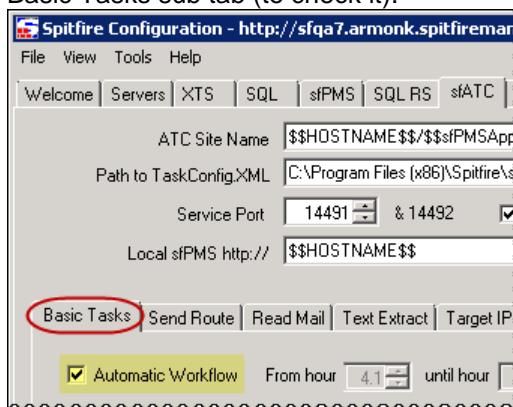 Basic Tasks sub tab (to check it).
Spitfire Configuration - http://sfqa7.armonk.spitfireman
File View Tools Help
Welcome Servers XTS SQL sfPMS SQL RS sfATC
ATC Site Name $$HOSTNAME$$/$$sfPMSApp
Path to TaskConfig.XML C:\Program Files (x86)\Spitfire\s
Service Port 14491 & 14492
Local sfPMS http:// $$HOSTNAME$$
Basic Tasks Send Route Read Mail Text Extract Target IP
Automatic Workflow From hour 4.1 until hour